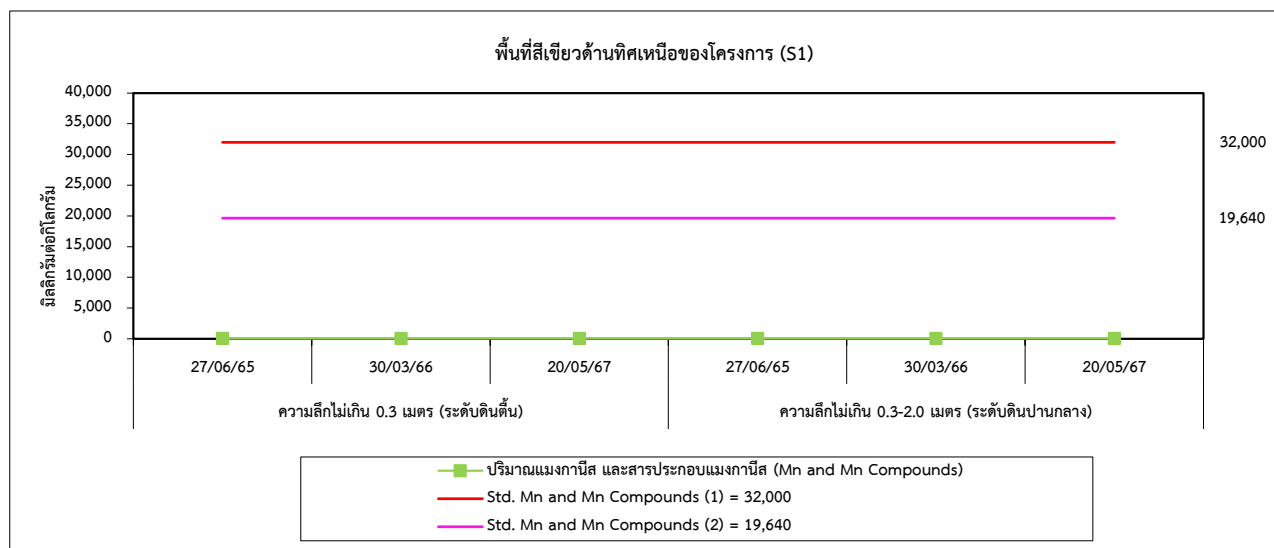 พื้นที่สีเขียวด้านทิศเหนือของโครงการ (S1)
มิลลิกรัมต่อกิโลกรัม
40,000
35,000
30,000
25,000
20,000
15,000
10,000
5,000
0
32,000
19,640
27/06/65 30/03/66 20/05/67 27/06/65 30/03/66 20/05/67
ความลึกไม่เกิน 0.3 เมตร (ระดับดินตื้น) ความลึกไม่เกิน 0.3-2.0 เมตร (ระดับดินปานกลาง)
ปริมาณแมงกานีส และสารประกอบแมงกานีส (Mn and Mn Compounds)
Std. Mn and Mn Compounds (1) = 32,000
Std. Mn and Mn Compounds (2) = 19,640